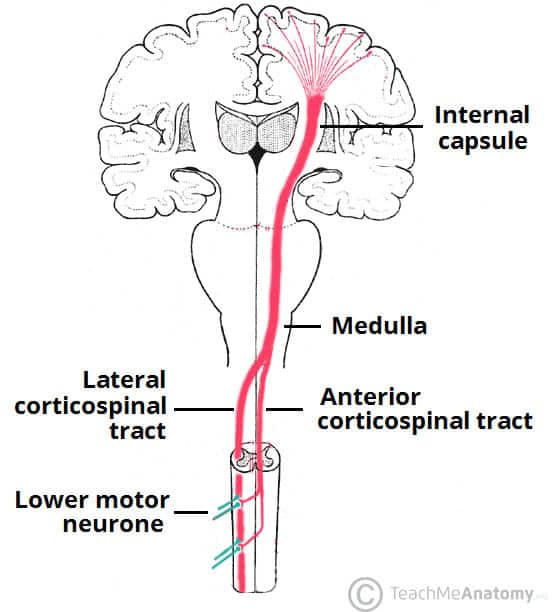 Internal
capsule
Medulla
Lateral
corticospinal
tract
Anterior
corticospinal tract
Lower motor
neurone
© TeachMeAnatomy